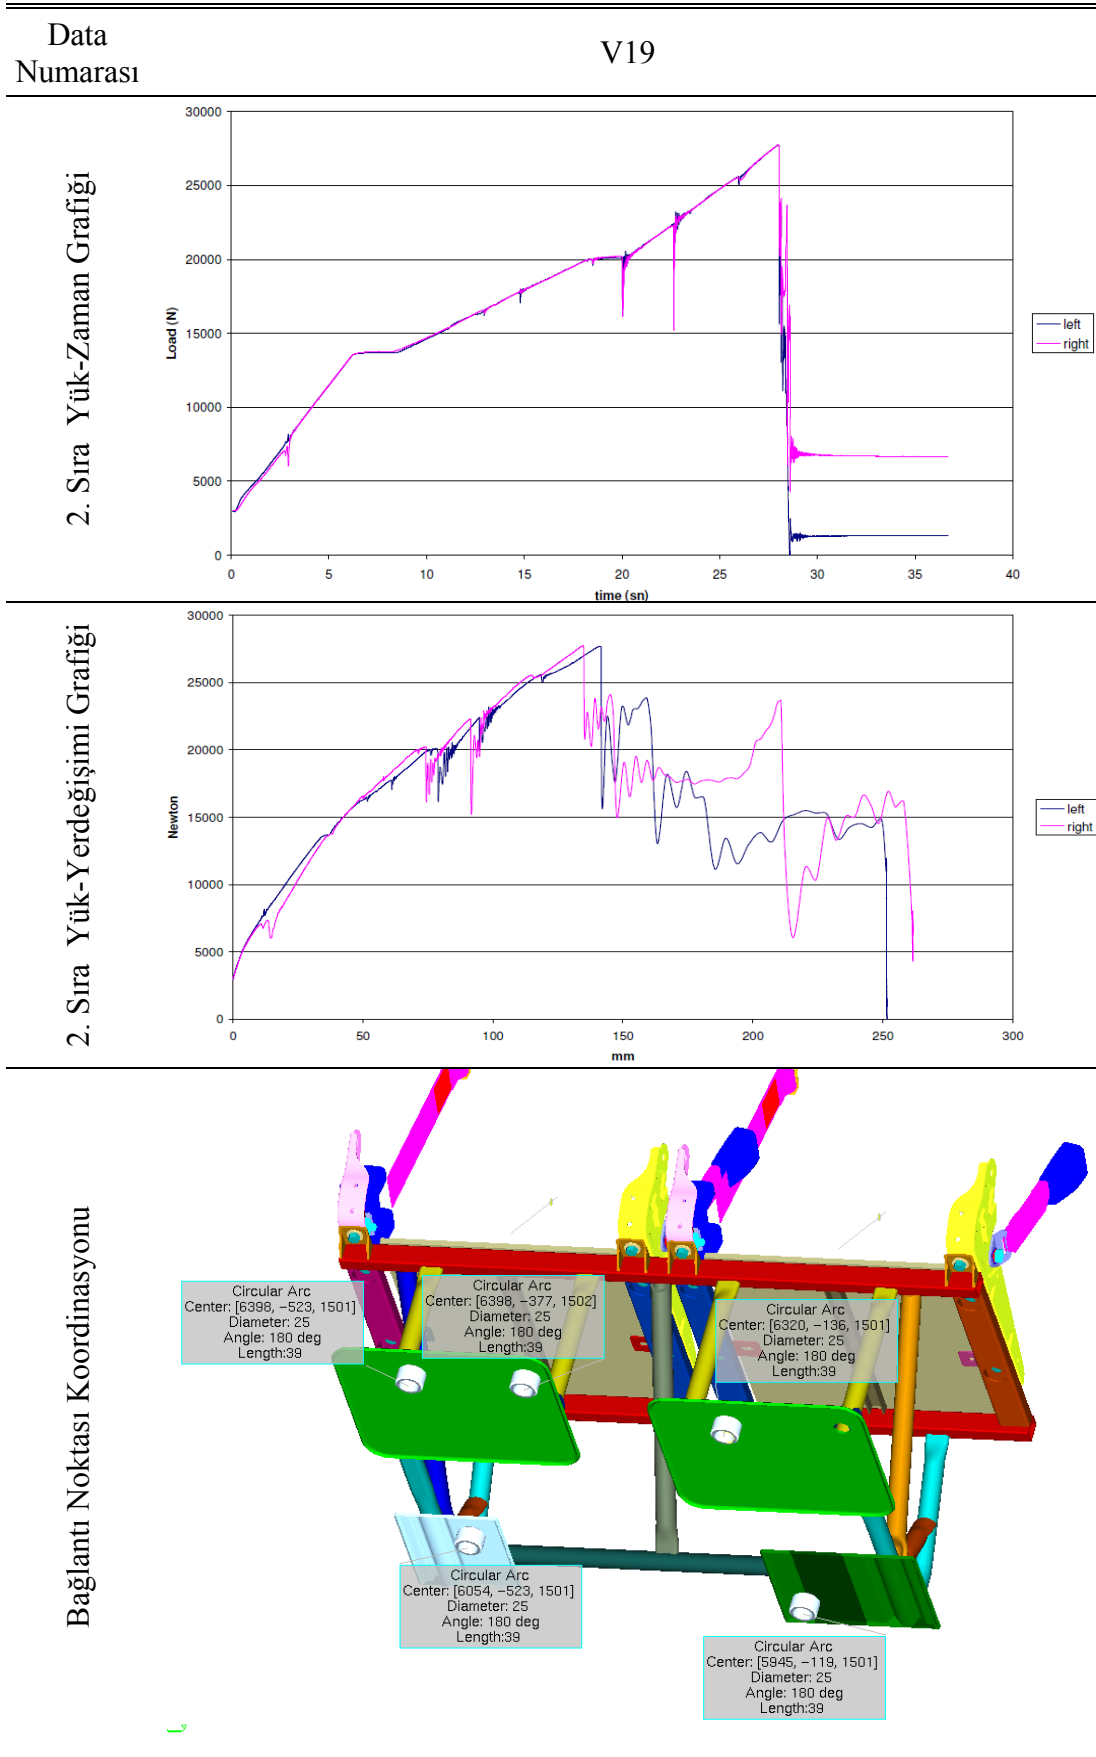 Data
Numarası
V19
2. Sıra Yük-Zaman Grafiği
30000
25000
20000
15000
10000
5000
0
Load (N)
0 5 10 15 20 25 30 35 40
time (sn)
left
right
2. Sıra Yük-Yerdeğişimi Grafiği
30000
25000
20000
15000
10000
5000
0
Newton
0 50 100 150 200 250 300
mm
left
right
Bağlantı Noktası Koordinasyonu
Circular Arc
Center: [6398, −523, 1501]
Diameter: 25
Angle: 180 deg
Length:39
Circular Arc
Center: [6398, −377, 1502]
Diameter: 25
Angle: 180 deg
Length:39
Circular Arc
Center: [6320, −136, 1501]
Diameter: 25
Angle: 180 deg
Length:39
Circular Arc
Center: [6054, −523, 1501]
Diameter: 25
Angle: 180 deg
Length:39
Circular Arc
Center: [5945, −119, 1501]
Diameter: 25
Angle: 180 deg
Length:39